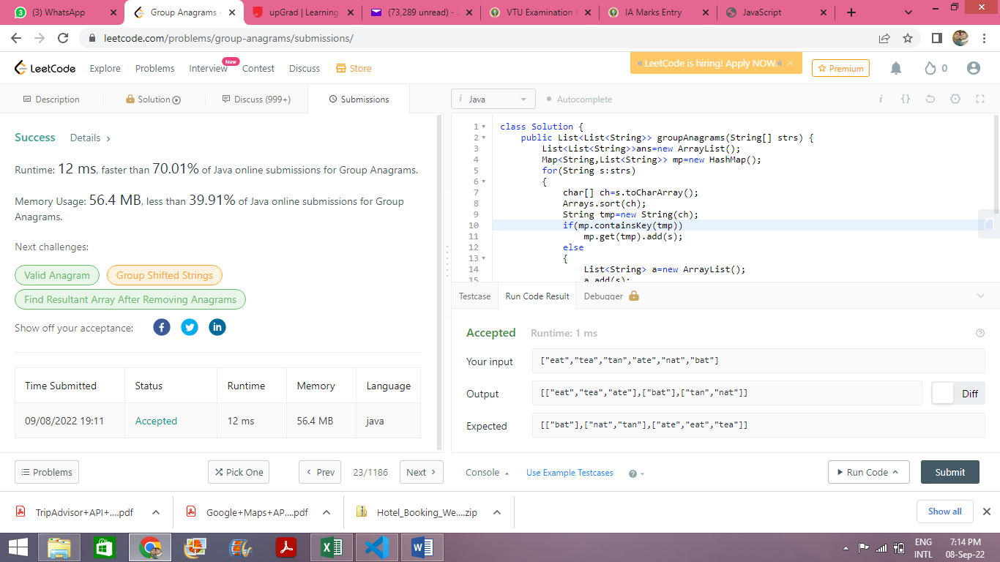 (3) WhatsApp
Group Anagrams -
upGrad | Learning
(73,289 unread) -
VTU Examination
IA Marks Entry
JavaScript
leetcode.com/problems/group-anagrams/submissions/
LeetCode
Explore
Problems
Interview
New
Contest
Discuss
Store
LeetCode is hiring! Apply NOW.
Premium
0
Description
Solution
Discuss (999+)
Submissions
i Java
Autocomplete
Success
Details
Runtime: 12 ms, faster than 70.01% of Java online submissions for Group Anagrams.
Memory Usage: 56.4 MB, less than 39.91% of Java online submissions for Group
Anagrams.
Next challenges:
Valid Anagram
Group Shifted Strings
Find Resultant Array After Removing Anagrams
Show off your acceptance:
Time Submitted Status Runtime Memory Language
09/08/2022 19:11 Accepted 12 ms 56.4 MB java
1 class Solution {
2 public List<List<String>> groupAnagrams(String[] strs) {
3 List<List<String>>ans=new ArrayList();
4 Map<String,List<String>> mp=new HashMap();
5 for(String s:strs)
6 {
7 char[] ch=s.toCharArray();
8 Arrays.sort(ch);
9 String tmp=new String(ch);
10 if(mp.containsKey(tmp))
11 mp.get(tmp).add(s);
12 else
13 {
14 List<String> a=new ArrayList();
15 a.add(s);
Testcase
Run Code Result
Debugger
Accepted
Runtime: 1 ms
Your input
["eat","tea","tan","ate","nat","bat"]
Output
[["eat","tea","ate"],["bat"],["tan","nat"]]
Diff
Expected
[["bat"],["nat","tan"],["ate","eat","tea"]]
Problems
Pick One
Prev
23/1186
Next
Console
Use Example Testcases
Run Code
Submit
TripAdvisor+API+....pdf
Google+Maps+AP....pdf
Hotel_Booking_We....zip
Show all
ENG
INTL
7:14 PM
08-Sep-22